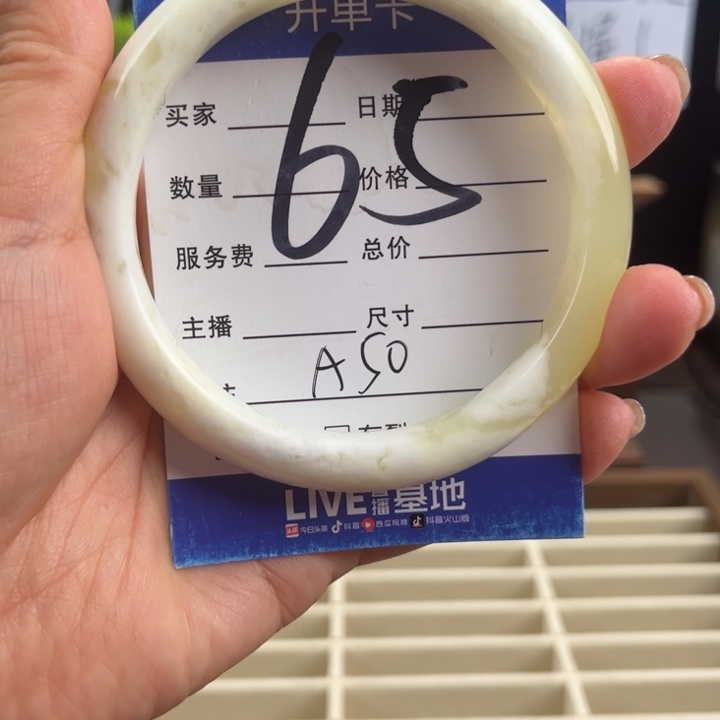 开单卡
65
买家 日期
数量 价格
服务费 总价
主播 尺寸
A50
LIVE 直播 基地
今日头条 抖音 西瓜视频 抖音火山版